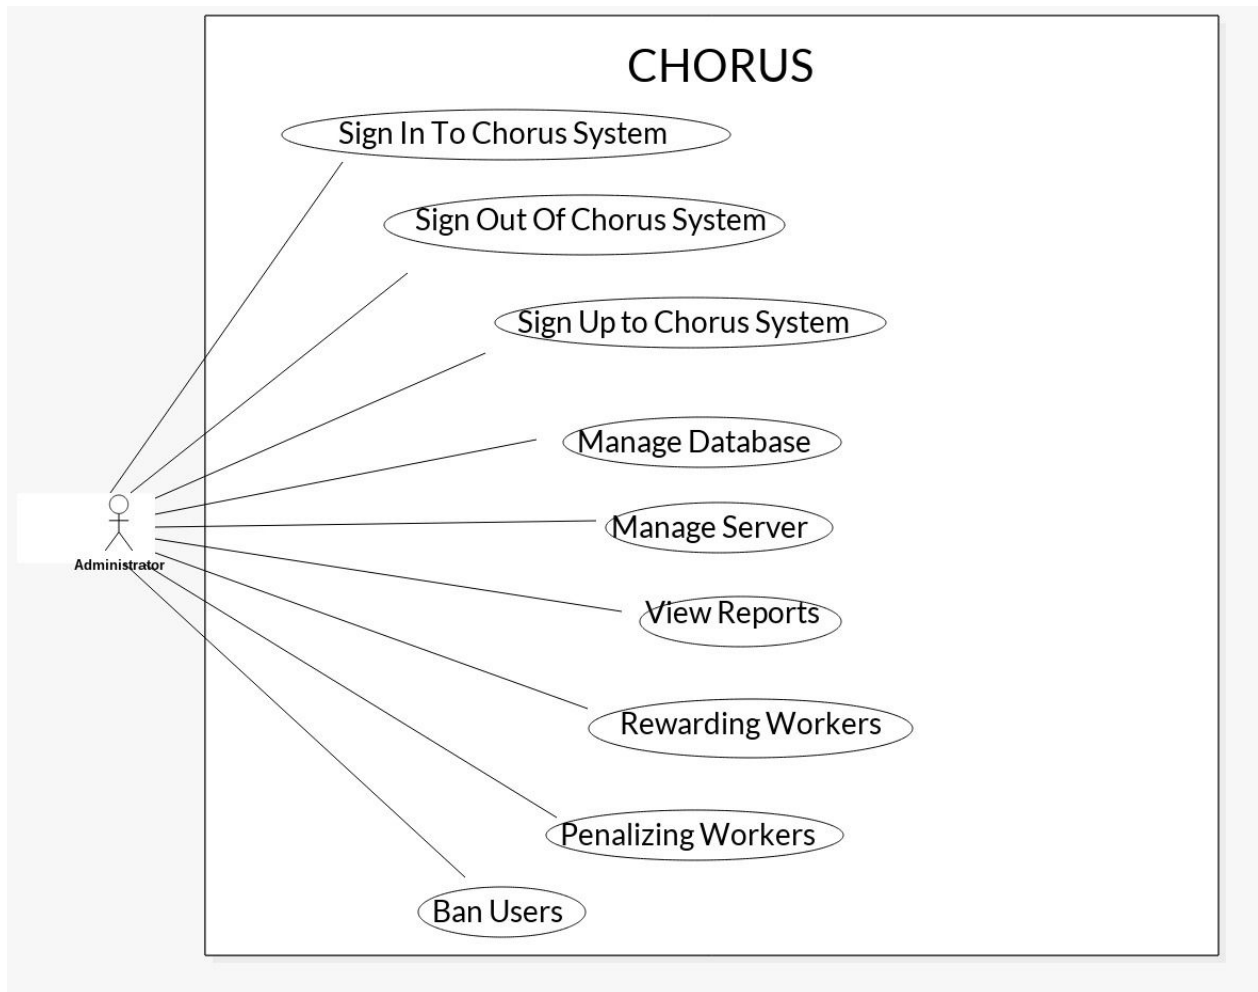 CHORUS
Sign In To Chorus System
Sign Out Of Chorus System
Sign Up to Chorus System
Manage Database
Manage Server
Administrator
View Reports
Rewarding Workers
Penalizing Workers
Ban Users